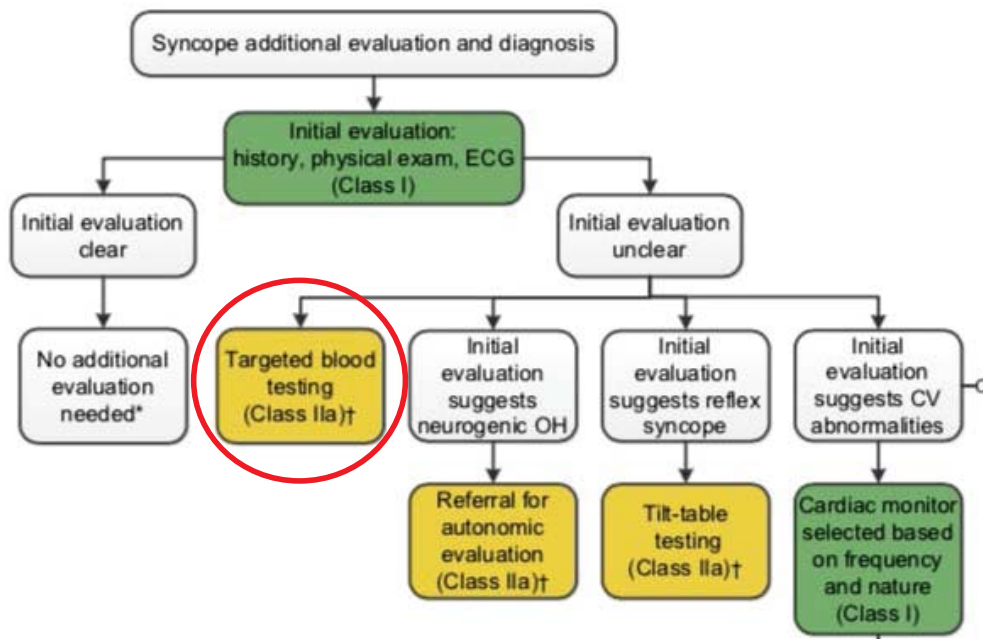 Syncope additional evaluation and diagnosis
Initial evaluation:
history, physical exam, ECG
(Class I)
Initial evaluation
clear
Initial evaluation
unclear
No additional
evaluation
needed*
Targeted blood
testing
(Class IIa)†
Initial
evaluation
suggests
neurogenic OH
Initial
evaluation
suggests reflex
syncope
Initial
evaluation
suggests CV
abnormalities
Referral for
autonomic
evaluation
(Class IIa)†
Tilt-table
testing
(Class IIa)†
Cardiac monitor
selected based
on frequency
and nature
(Class I)